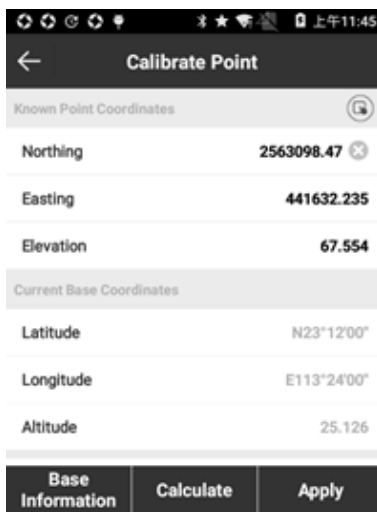 上午11:45
Calibrate Point
Known Point Coordinates
Northing 2563098.47
Easting 441632.235
Elevation 67.554
Current Base Coordinates
Latitude N23°12'00"
Longitude E113°24'00"
Altitude 25.126
Base Information Calculate Apply